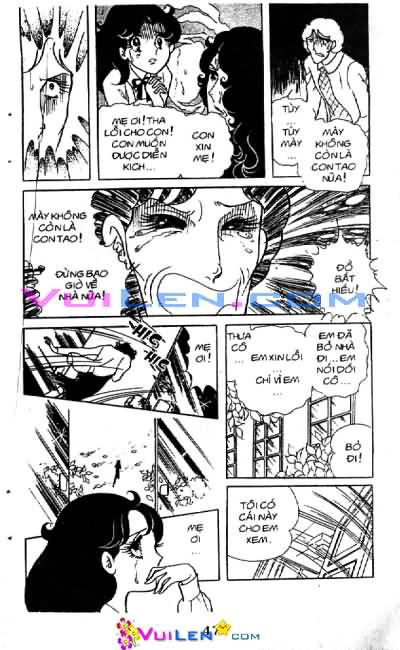 MẸ ƠI! THA
LỖI CHO CON!
CON MUỐN
ĐƯỢC DIỄN
KỊCH...
CON
XIN
MẸ!
TÙY
...
TÙY
MÀY
...
MÀY
KHÔNG
CÒN LÀ
CON TAO
NỮA!
MÀY KHÔNG
CÒN LÀ
CON TAO!
ĐỪNG BAO
GIỜ VỀ
NHÀ NỮA!
ĐỒ
BẤT
HIẾU!
VUILEN.COM
HIC
HIC
MẸ
ƠI!
THƯA
CÔ
...
EM XIN LỖI
...
CHỈ VÌ EM
...
EM ĐÃ
BỎ NHÀ
ĐI... EM
NÓI DỐI
CÔ...
BỎ
ĐI!
MẸ
ƠI
...
TÔI CÓ
CÁI NÀY
CHO EM
XEM.
VUILEN.COM